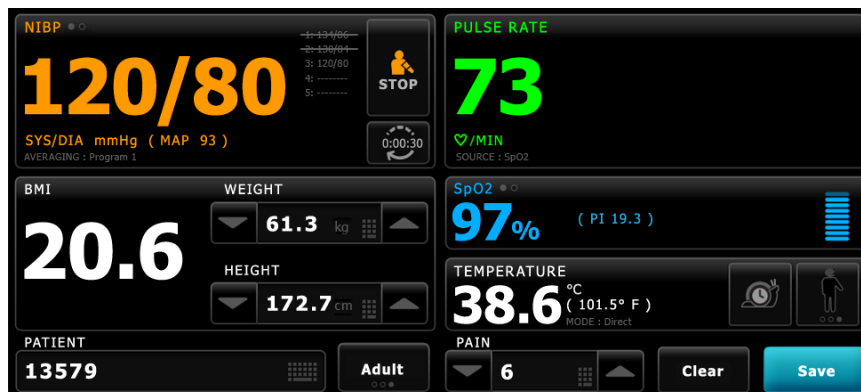 NIBP
1: 134/86
2: 130/84
3: 120/80
4: --------
5: --------
120/80
STOP
SYS/DIA mmHg ( MAP 93 )
AVERAGING : Program 1
0:00:30
PULSE RATE
73
/MIN
SOURCE : SpO2
BMI
20.6
WEIGHT
61.3 kg
HEIGHT
172.7 cm
SpO2
97%
( PI 19.3 )
TEMPERATURE
38.6 °C
( 101.5° F )
MODE : Direct
PATIENT
13579
Adult
PAIN
6
Clear
Save